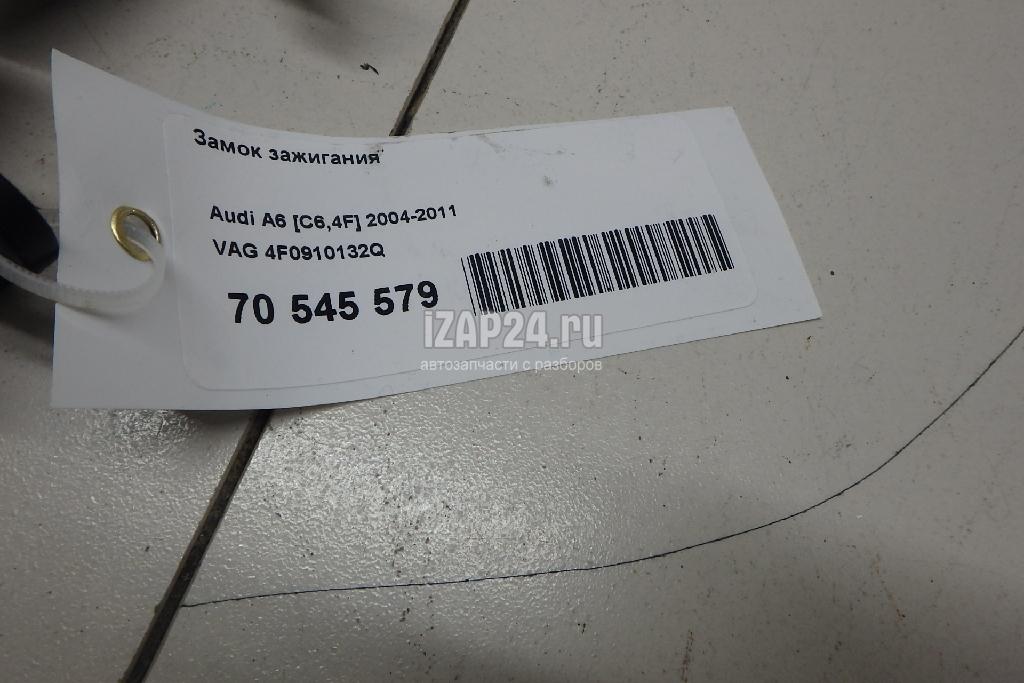 Замок зажигания
Audi A6 [C6,4F] 2004-2011
VAG 4F0910132Q
70 545 579
iZAP24.ru
автозапчасти с разборов